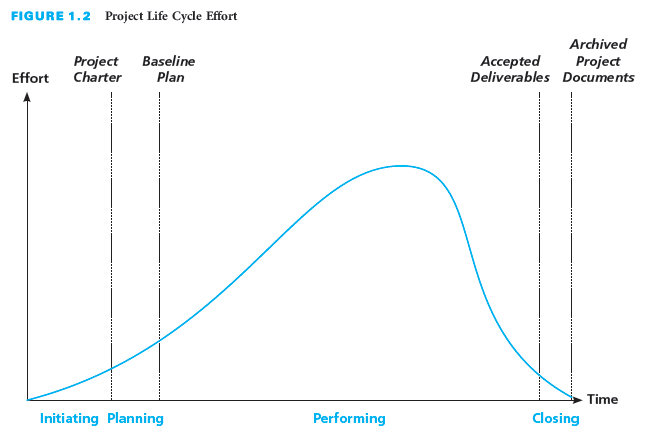 FIGURE 1.2 Project Life Cycle Effort
Effort
Project
Charter
Baseline
Plan
Accepted
Deliverables
Archived
Project
Documents
Time
Initiating Planning Performing Closing